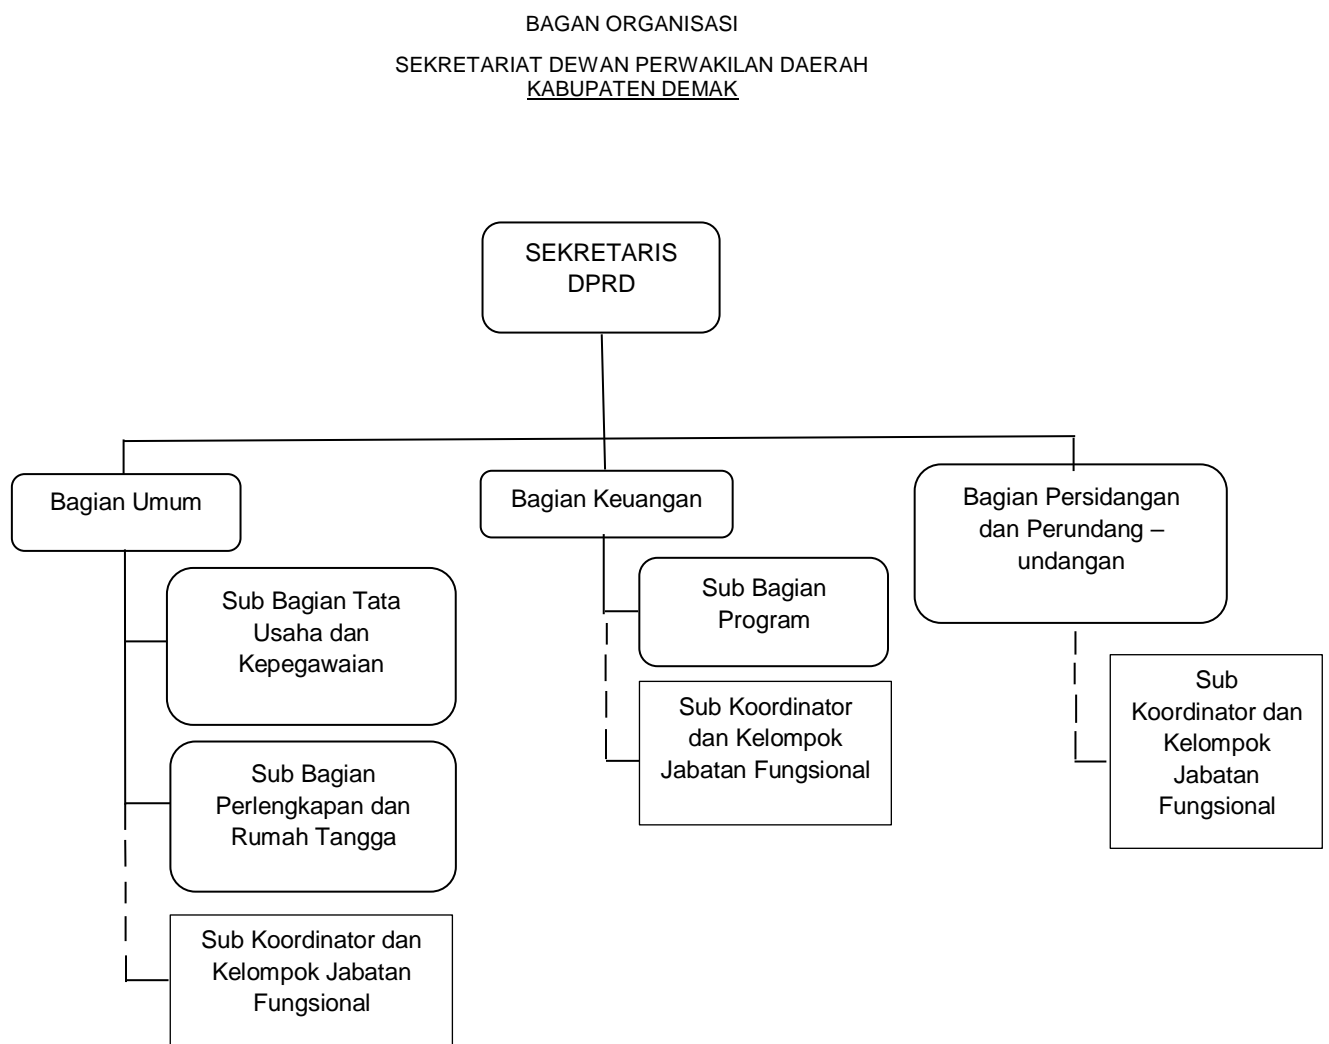 BAGAN ORGANISASI
SEKRETARIAT DEWAN PERWAKILAN DAERAH
KABUPATEN DEMAK
SEKRETARIS
DPRD
Bagian Umum
Bagian Keuangan
Bagian Persidangan
dan Perundang –
undangan
Sub Bagian Tata
Usaha dan
Kepegawaian
Sub Bagian
Perlengkapan dan
Rumah Tangga
Sub Koordinator dan
Kelompok Jabatan
Fungsional
Sub Bagian
Program
Sub Koordinator
dan Kelompok
Jabatan Fungsional
Sub
Koordinator dan
Kelompok
Jabatan
Fungsional